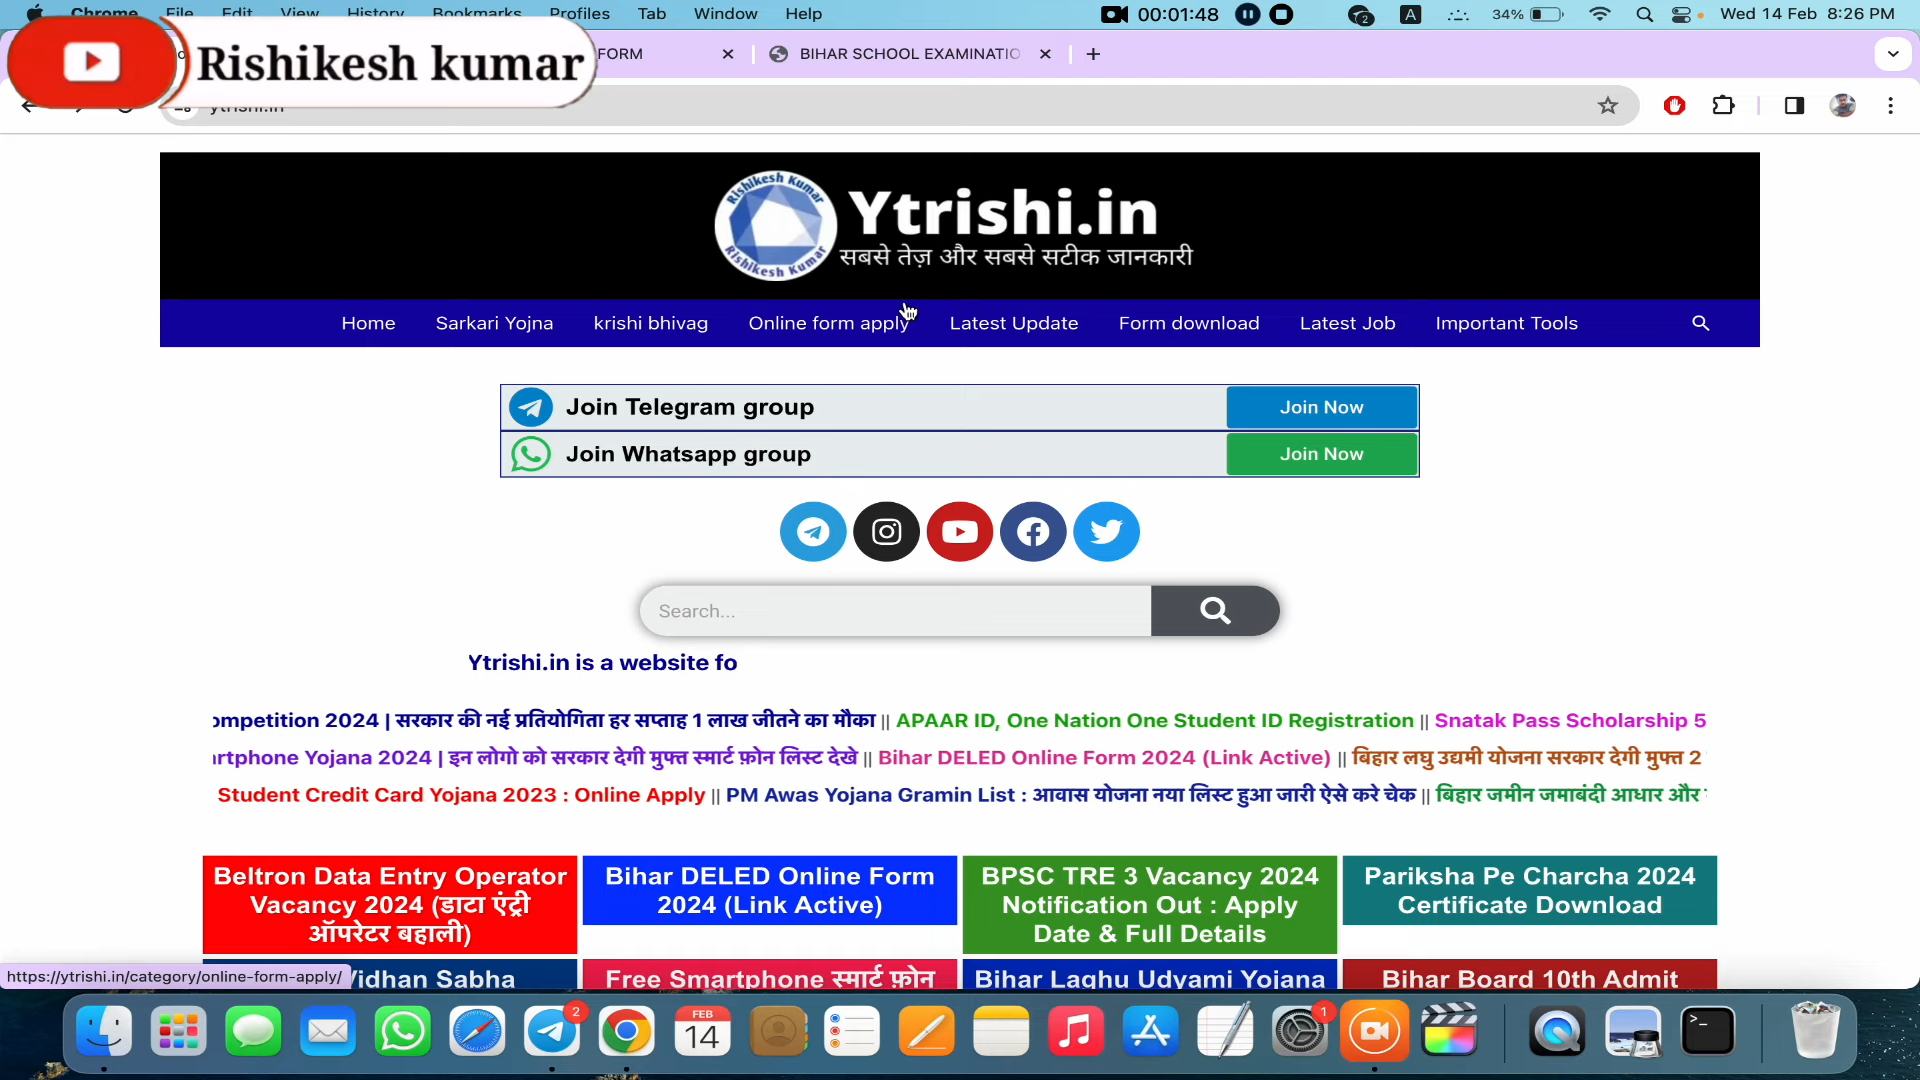 Chrome File Edit View History Bookmarks Profiles Tab Window Help 00:01:48 2 A 34% Wed 14 Feb 8:26 PM
Rishikesh kumar
FORM
BIHAR SCHOOL EXAMINATIO
ytrishi.in
Rishikesh Kumar
Rishikesh Kumar
Ytrishi.in
सबसे तेज़ और सबसे सटीक जानकारी
Home Sarkari Yojna krishi bhivag Online form apply Latest Update Form download Latest Job Important Tools
Join Telegram group Join Now
Join Whatsapp group Join Now
Search...
Ytrishi.in is a website fo
ompetition 2024 | सरकार की नई प्रतियोगिता हर सप्ताह 1 लाख जीतने का मौका || APAAR ID, One Nation One Student ID Registration || Snatak Pass Scholarship 5
rtphone Yojana 2024 | इन लोगो को सरकार देगी मुफ्त स्मार्ट फ़ोन लिस्ट देखे || Bihar DELED Online Form 2024 (Link Active) || बिहार लघु उद्यमी योजना सरकार देगी मुफ्त 2
Student Credit Card Yojana 2023 : Online Apply || PM Awas Yojana Gramin List : आवास योजना नया लिस्ट हुआ जारी ऐसे करे चेक || बिहार जमीन जमाबंदी आधार और
Beltron Data Entry Operator
Vacancy 2024 (डाटा एंट्री
ऑपरेटर बहाली)
Bihar DELED Online Form
2024 (Link Active)
BPSC TRE 3 Vacancy 2024
Notification Out : Apply
Date & Full Details
Pariksha Pe Charcha 2024
Certificate Download
https://ytrishi.in/category/online-form-apply/
Vidhan Sabha
Free Smartphone स्मार्ट फ़ोन
Bihar Laghu Udyami Yojana
Bihar Board 10th Admit
2
FEB
14
1